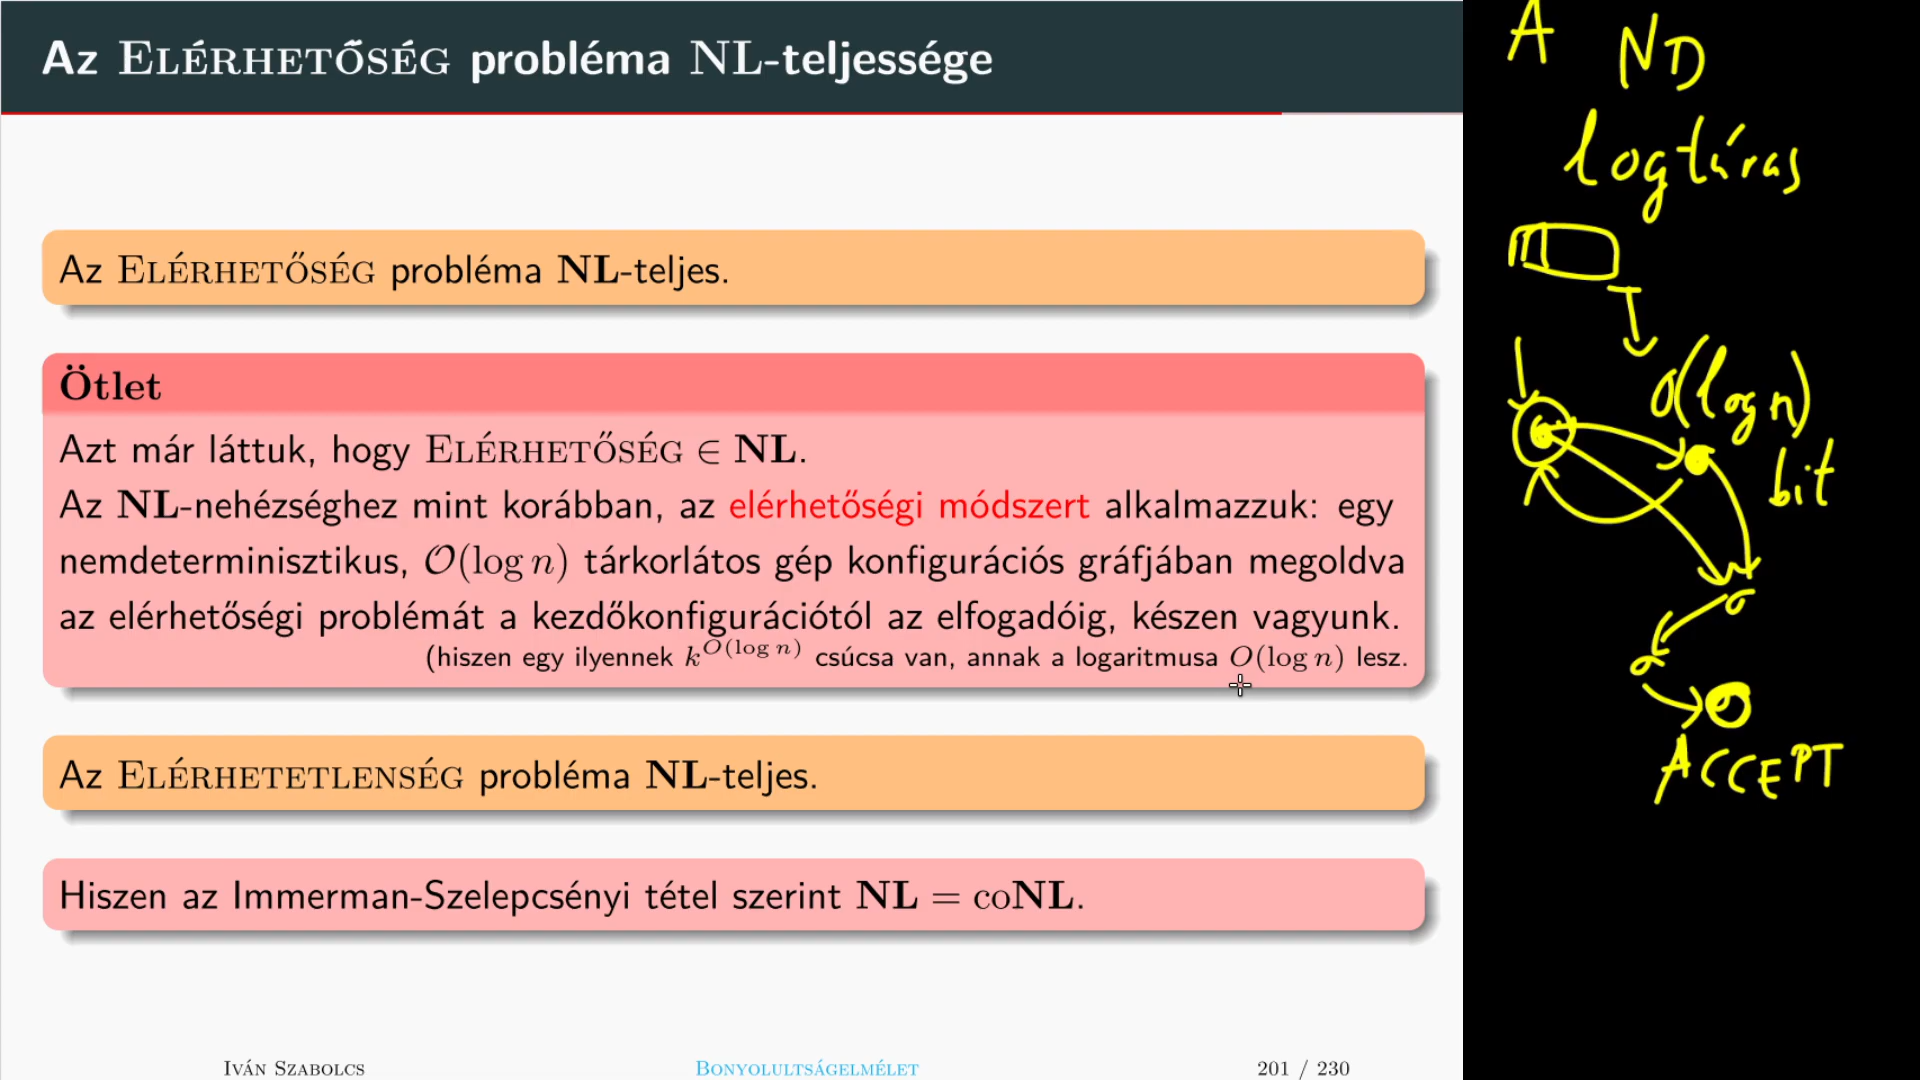 Az ELÉRHETŐSÉG probléma NL-teljessége
Az ELÉRHETŐSÉG probléma NL-teljes.
Ötlet
Azt már láttuk, hogy ELÉRHETŐSÉG ∈ NL.
Az NL-nehézséghez mint korábban, az elérhetőségi módszert alkalmazzuk: egy
nemdeterminisztikus, O(log n) tárkorlátos gép konfigurációs gráfjában megoldva
az elérhetőségi problémát a kezdőkonfigurációtól az elfogadóig, készen vagyunk.
(hiszen egy ilyennek k^{O(log n)} csúcsa van, annak a logaritmusa O(log n) lesz.
Az ELÉRHETETLENSÉG probléma NL-teljes.
Hiszen az Immerman-Szelepcsényi tétel szerint NL = coNL.
IVÁN SZABOLCS
BONYOLULTSÁGELMÉLET
201 / 230
A ND
logtáras
O(log n)
bit
ACCEPT